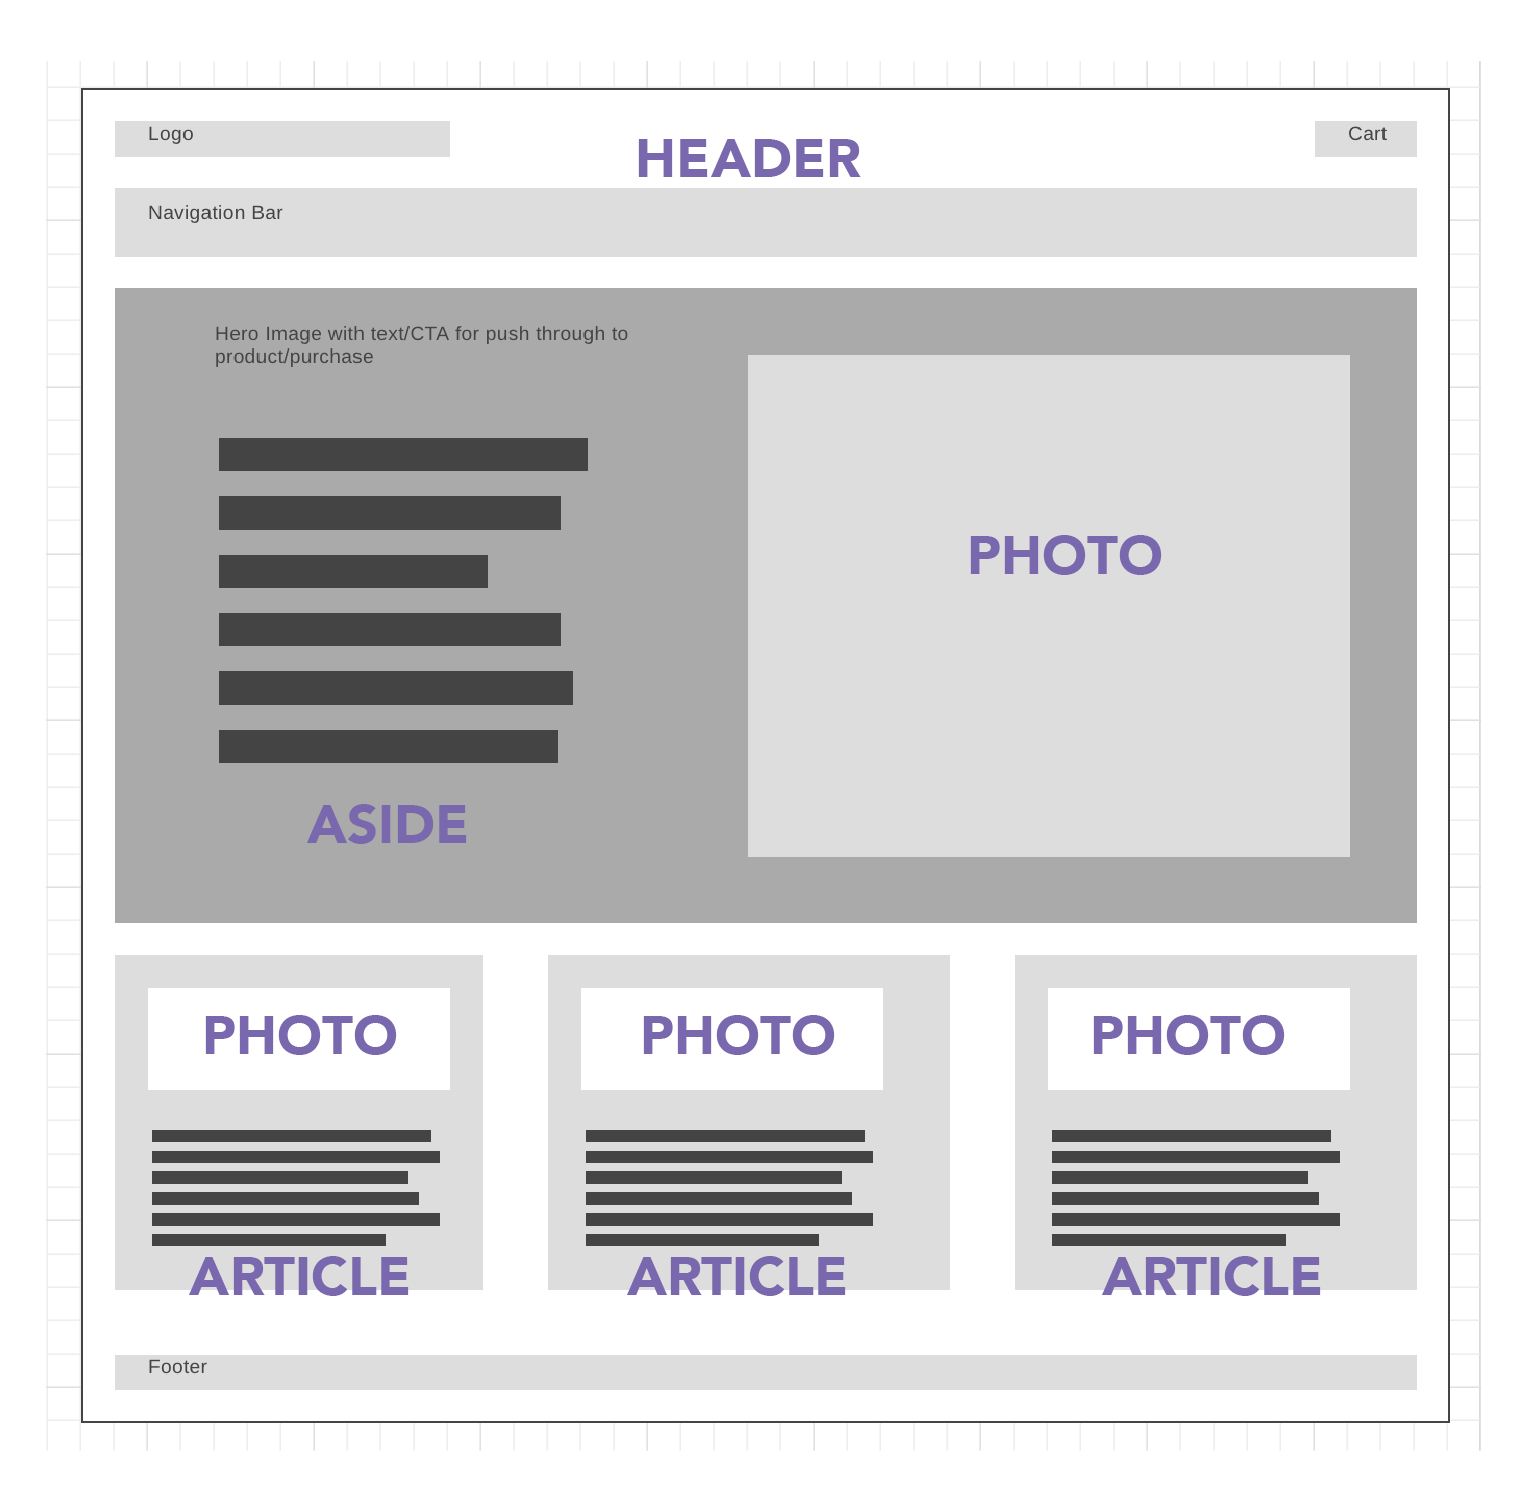 Logo
HEADER
Cart
Navigation Bar
Hero Image with text/CTA for push through to
product/purchase
PHOTO
ASIDE
PHOTO
PHOTO
PHOTO
ARTICLE
ARTICLE
ARTICLE
Footer